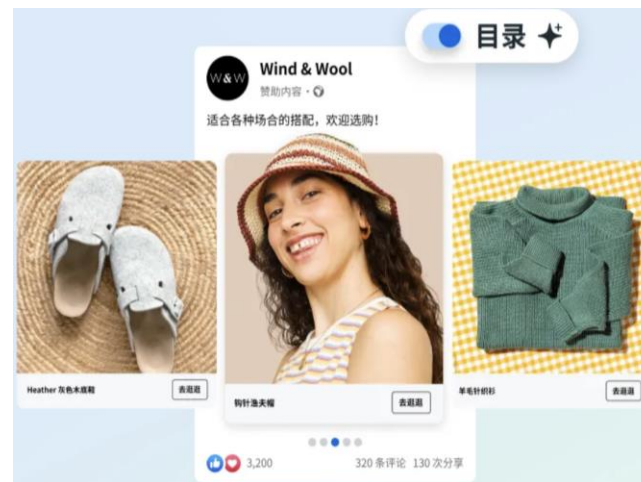 目录
W&W
Wind & Wool
赞助内容 ·
适合各种场合的搭配，欢迎选购！
Heather 灰色木底鞋
去逛逛
钩针渔夫帽
去逛逛
羊毛针织衫
去逛逛
3,200
320 条评论 130 次分享